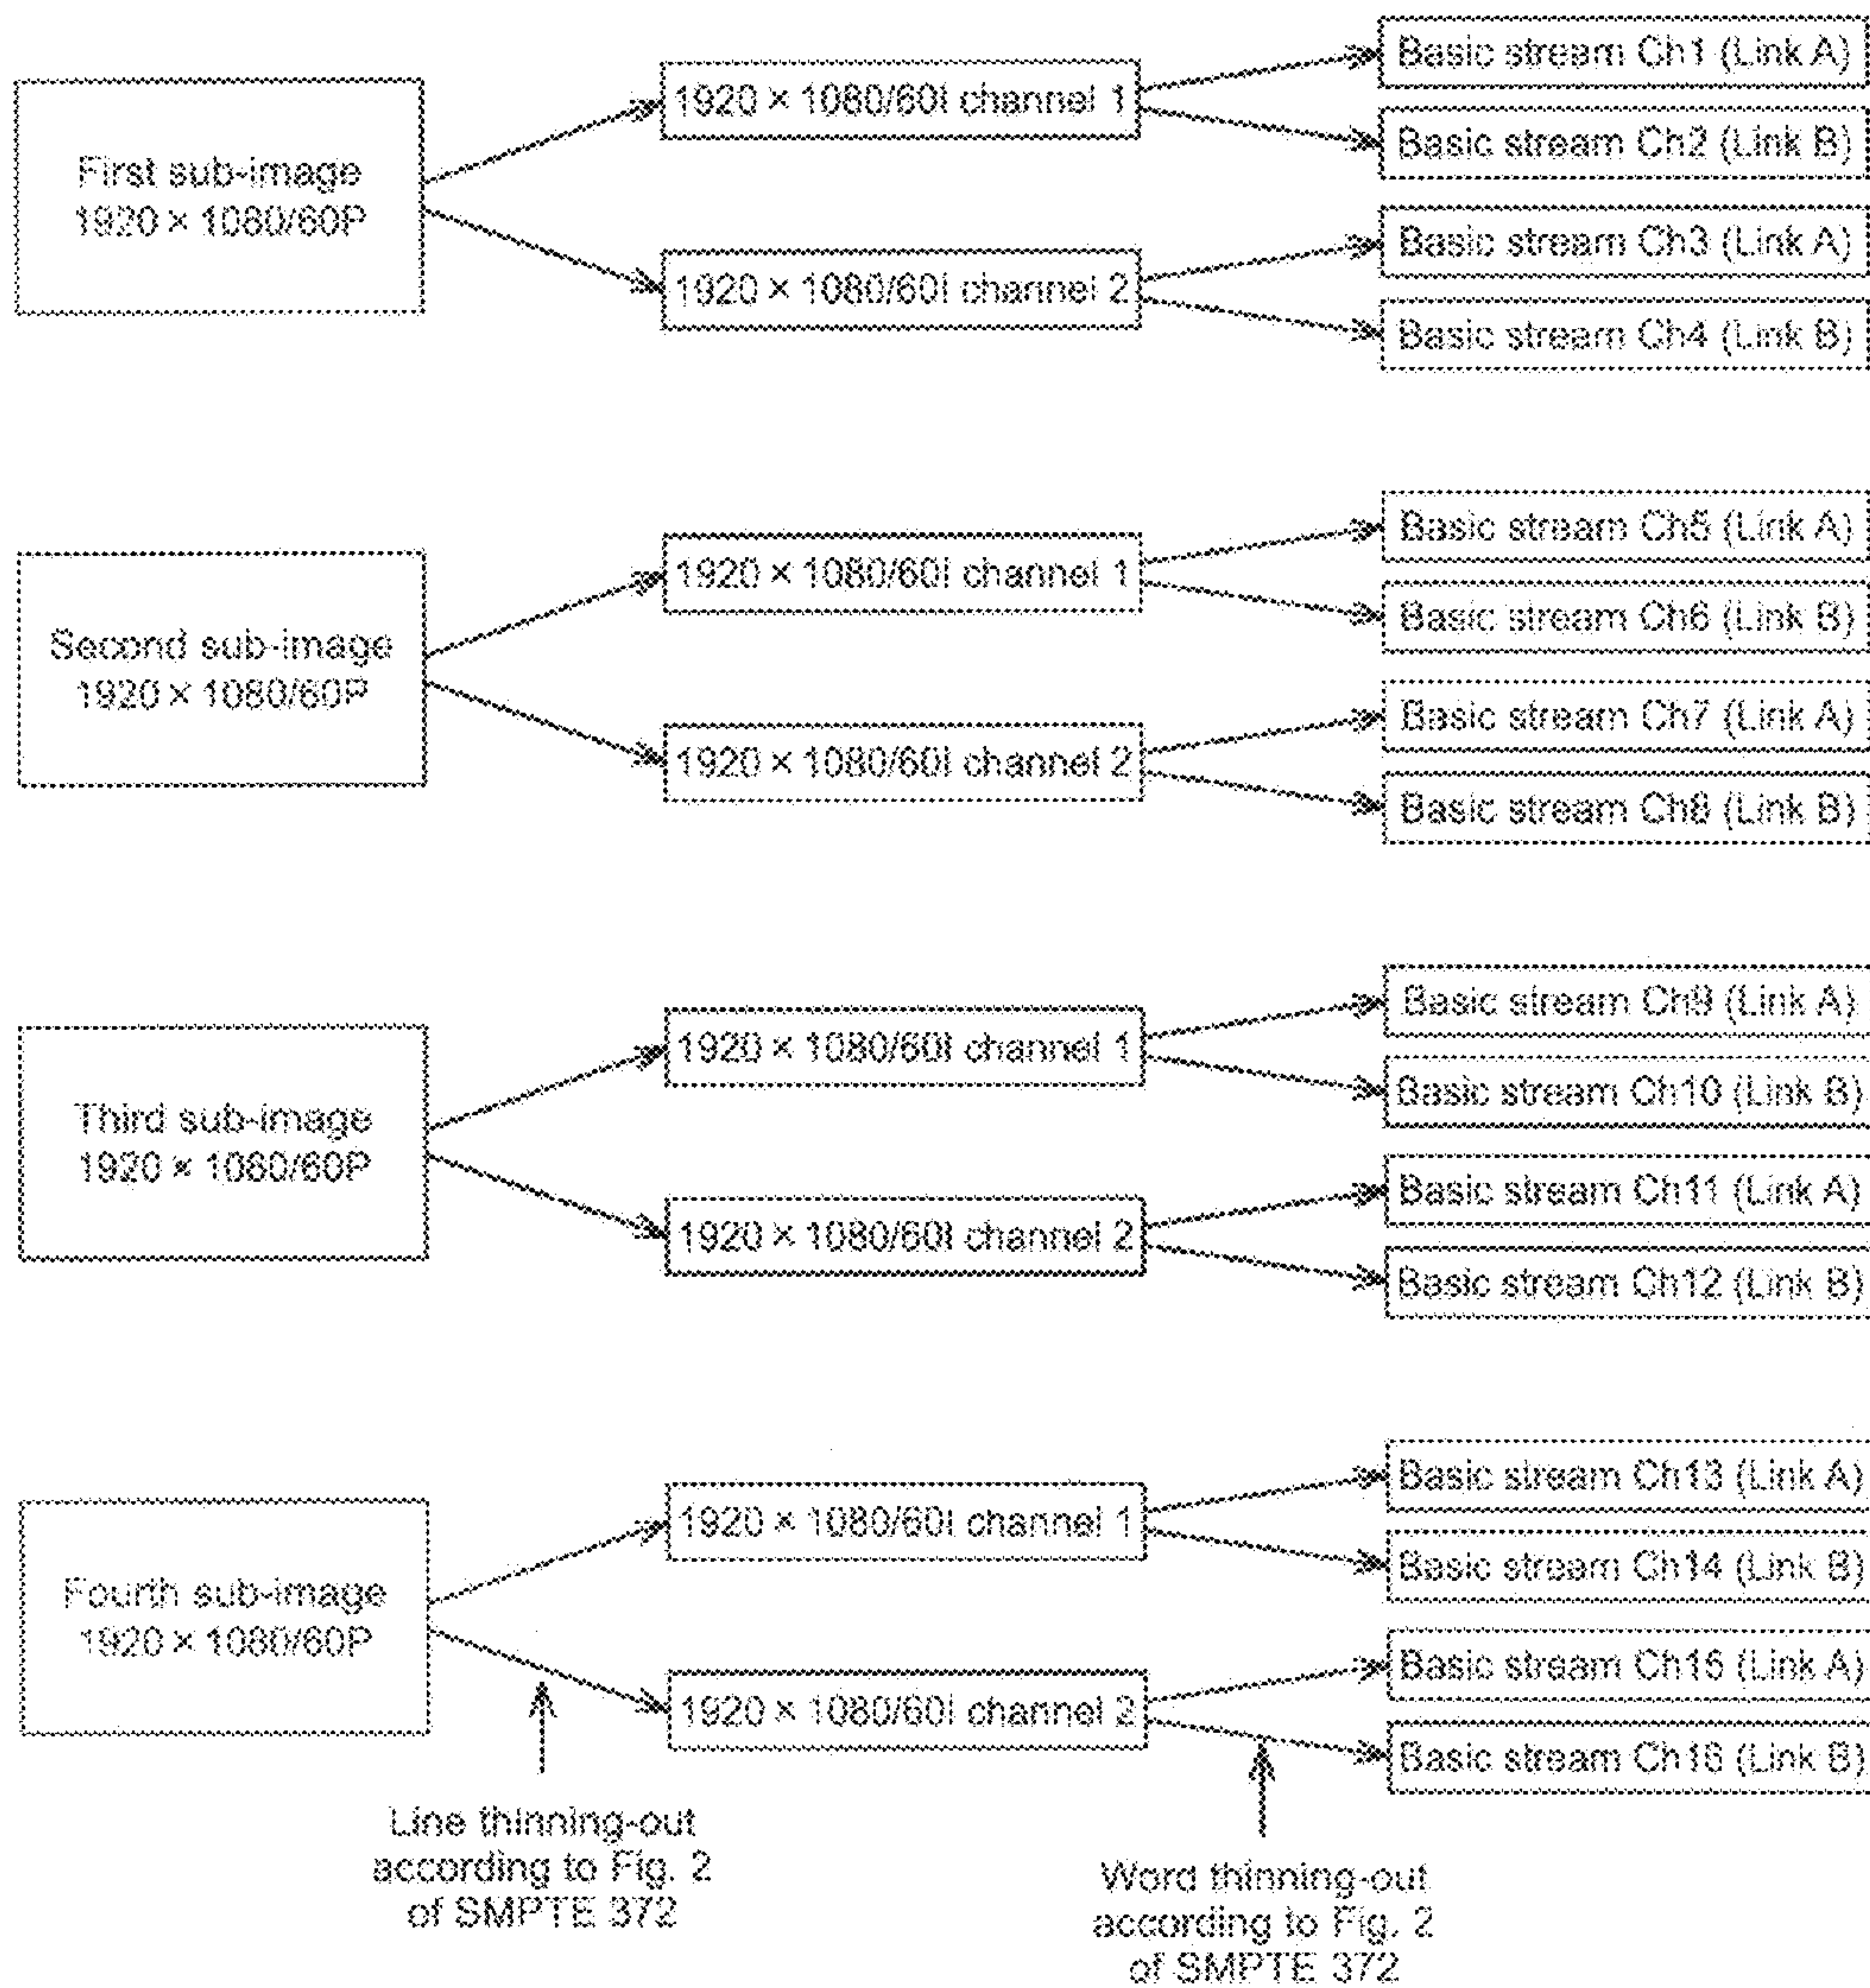 First sub-image
1920 × 1080/60P
1920 × 1080/60I channel 1
1920 × 1080/60I channel 2
Basic stream Ch1 (Link A)
Basic stream Ch2 (Link B)
Basic stream Ch3 (Link A)
Basic stream Ch4 (Link B)
Second sub-image
1920 × 1080/60P
1920 × 1080/60I channel 1
1920 × 1080/60I channel 2
Basic stream Ch5 (Link A)
Basic stream Ch6 (Link B)
Basic stream Ch7 (Link A)
Basic stream Ch8 (Link B)
Third sub-image
1920 × 1080/60P
1920 × 1080/60I channel 1
1920 × 1080/60I channel 2
Basic stream Ch9 (Link A)
Basic stream Ch10 (Link B)
Basic stream Ch11 (Link A)
Basic stream Ch12 (Link B)
Fourth sub-image
1920 × 1080/60P
1920 × 1080/60I channel 1
1920 × 1080/60I channel 2
Basic stream Ch13 (Link A)
Basic stream Ch14 (Link B)
Basic stream Ch15 (Link A)
Basic stream Ch16 (Link B)
Line thinning-out
according to Fig. 2
of SMPTE 372
Word thinning-out
according to Fig. 2
of SMPTE 372